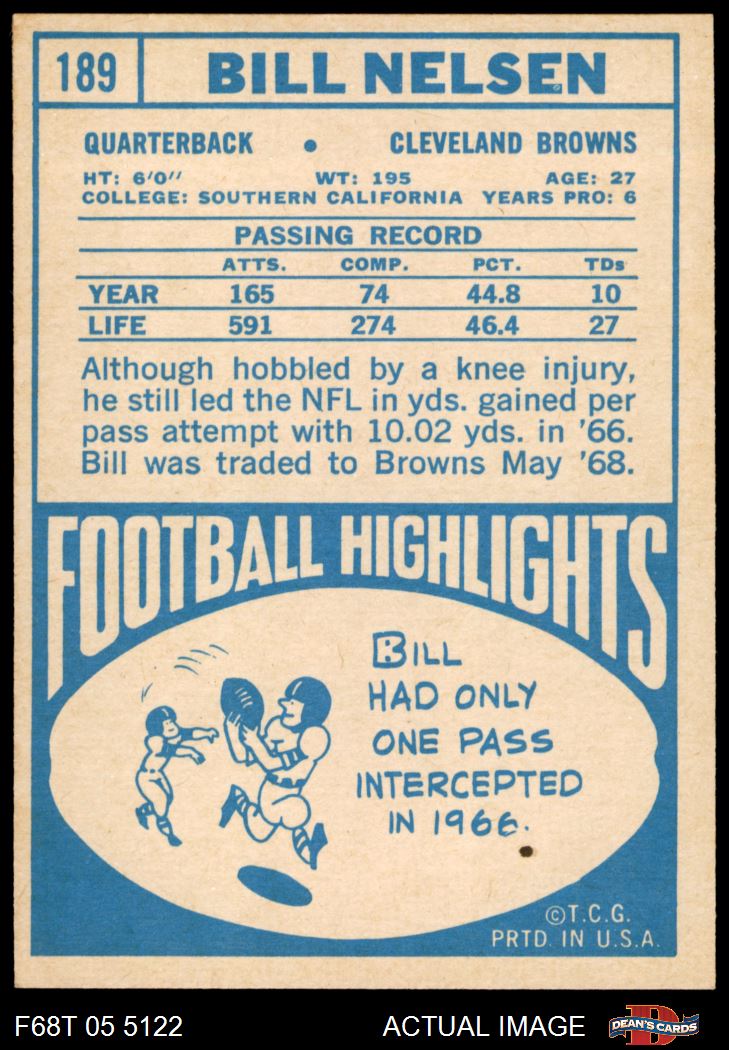 189 BILL NELSEN
QUARTERBACK • CLEVELAND BROWNS
HT: 6'0" WT: 195 AGE: 27
COLLEGE: SOUTHERN CALIFORNIA YEARS PRO: 6
PASSING RECORD
ATTS. COMP. PCT. TDs
YEAR 165 74 44.8 10
LIFE 591 274 46.4 27
Although hobbled by a knee injury,
he still led the NFL in yds. gained per
pass attempt with 10.02 yds. in '66.
Bill was traded to Browns May '68.
FOOTBALL HIGHLIGHTS
BILL
HAD ONLY
ONE PASS
INTERCEPTED
IN 1966.
©T.C.G.
PRTD. IN U.S.A.
F68T 05 5122 ACTUAL IMAGE D DEAN'S CARDS